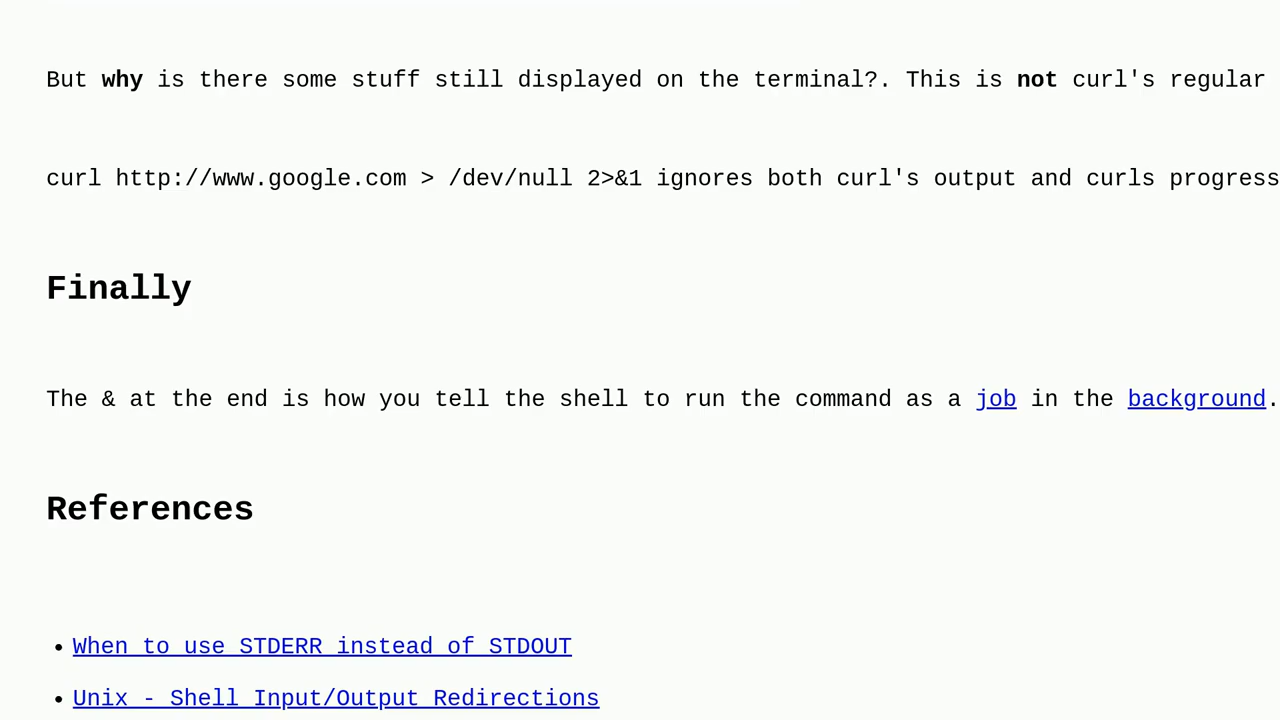 But why is there some stuff still displayed on the terminal?. This is not curl's regular
curl http://www.google.com > /dev/null 2>&1 ignores both curl's output and curls progress
Finally
The & at the end is how you tell the shell to run the command as a job in the background.
References
• When to use STDERR instead of STDOUT
• Unix - Shell Input/Output Redirections